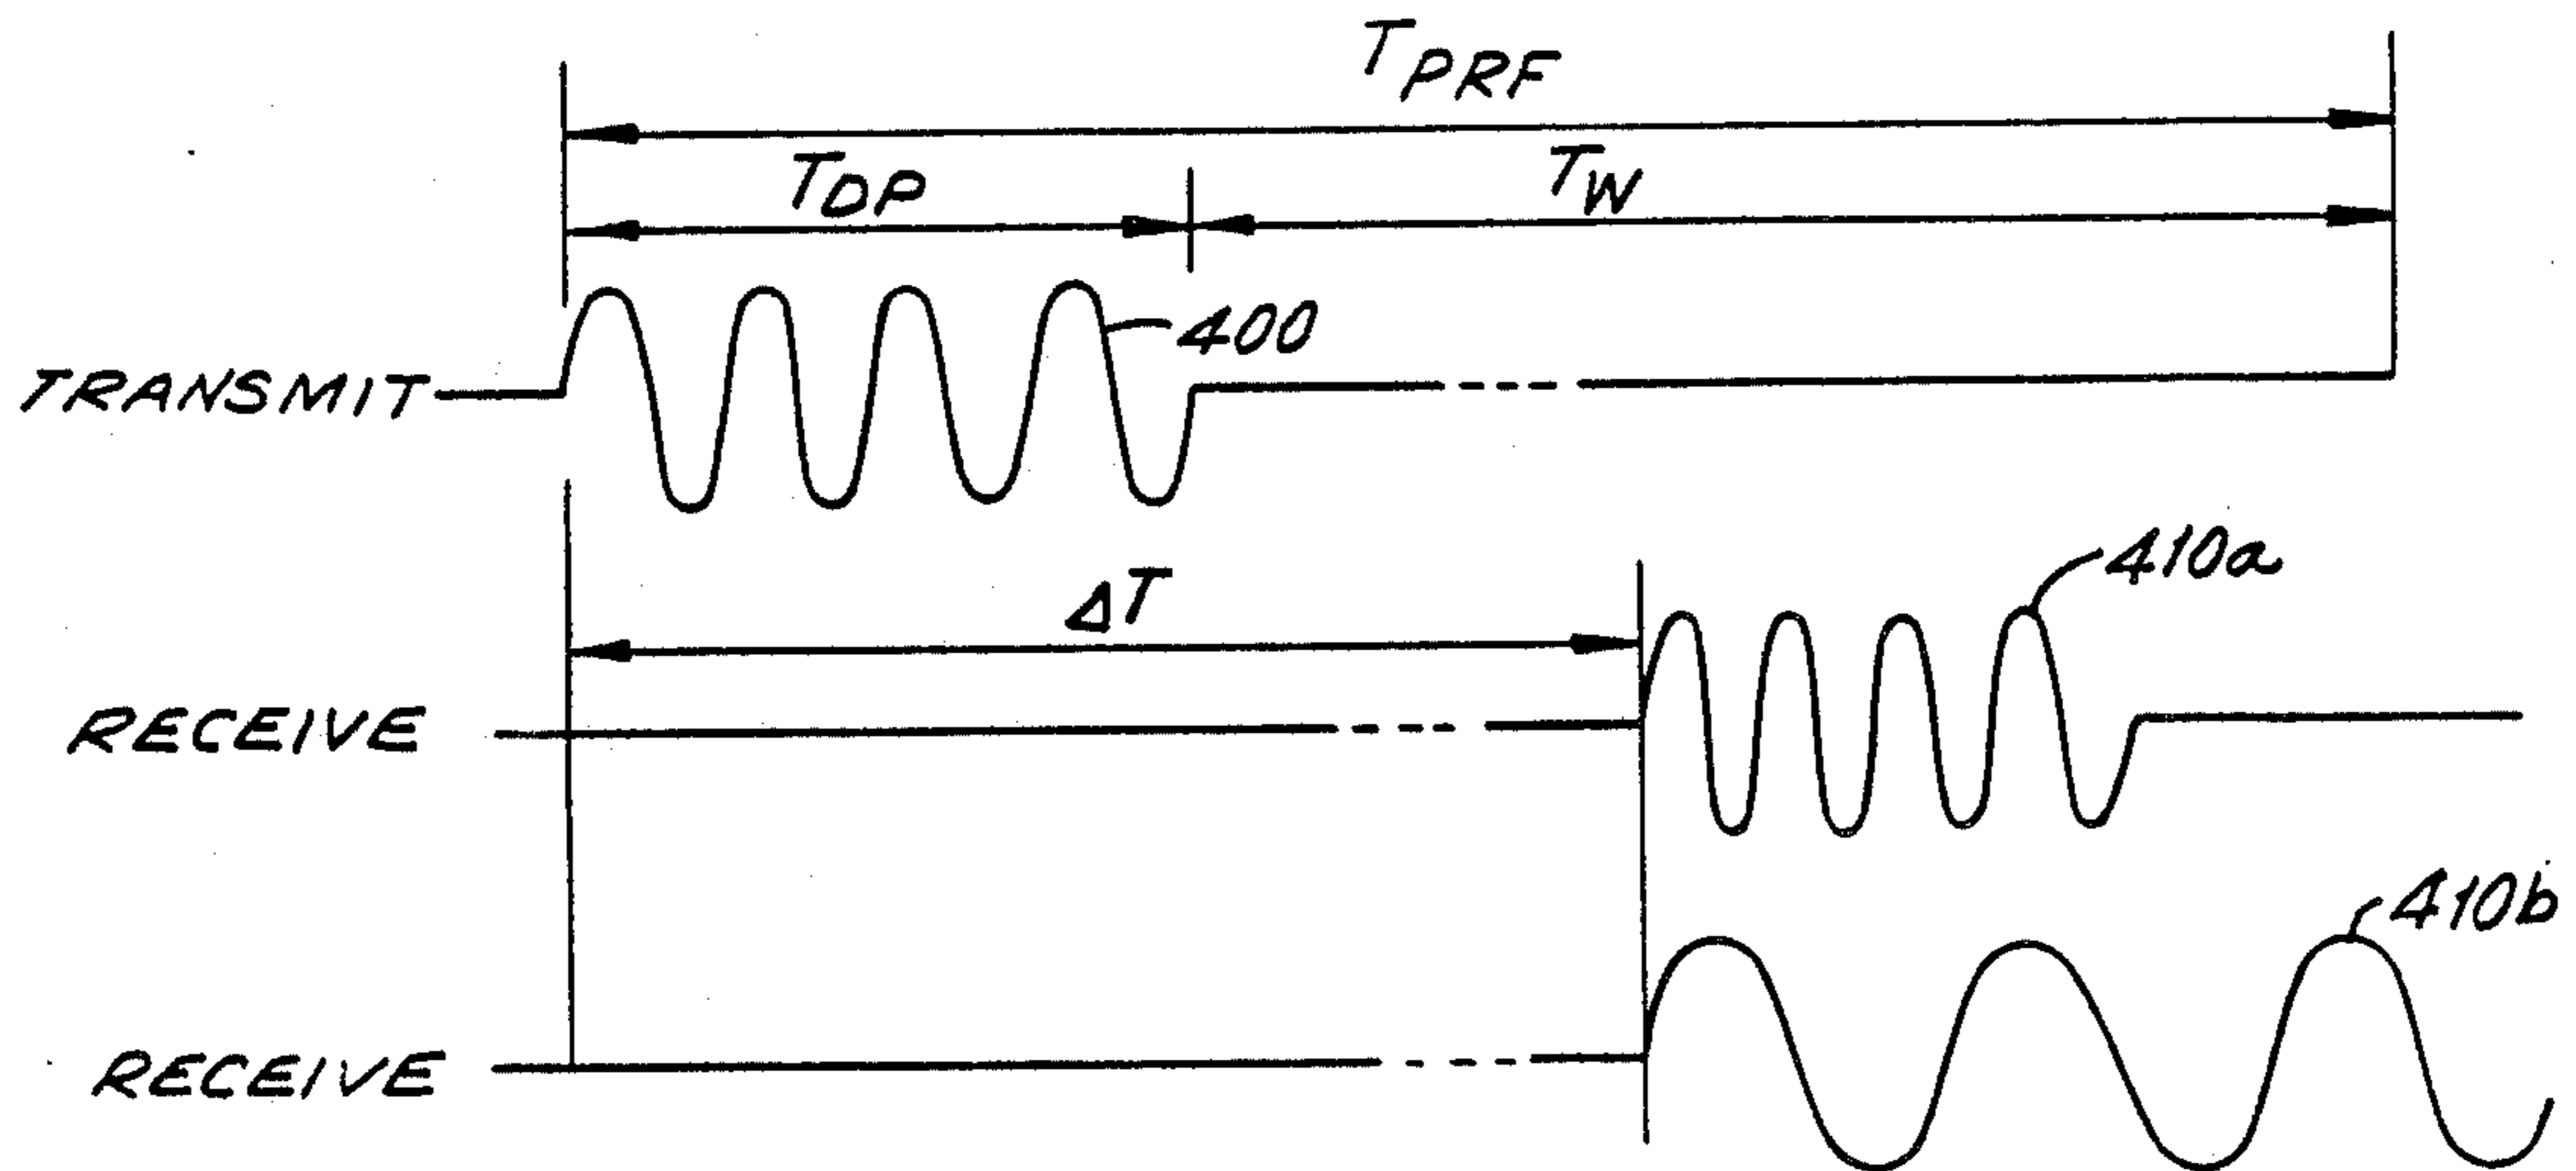 TPRF
TDP
TW
400
TRANSMIT
410a
ΔT
RECEIVE
410b
RECEIVE